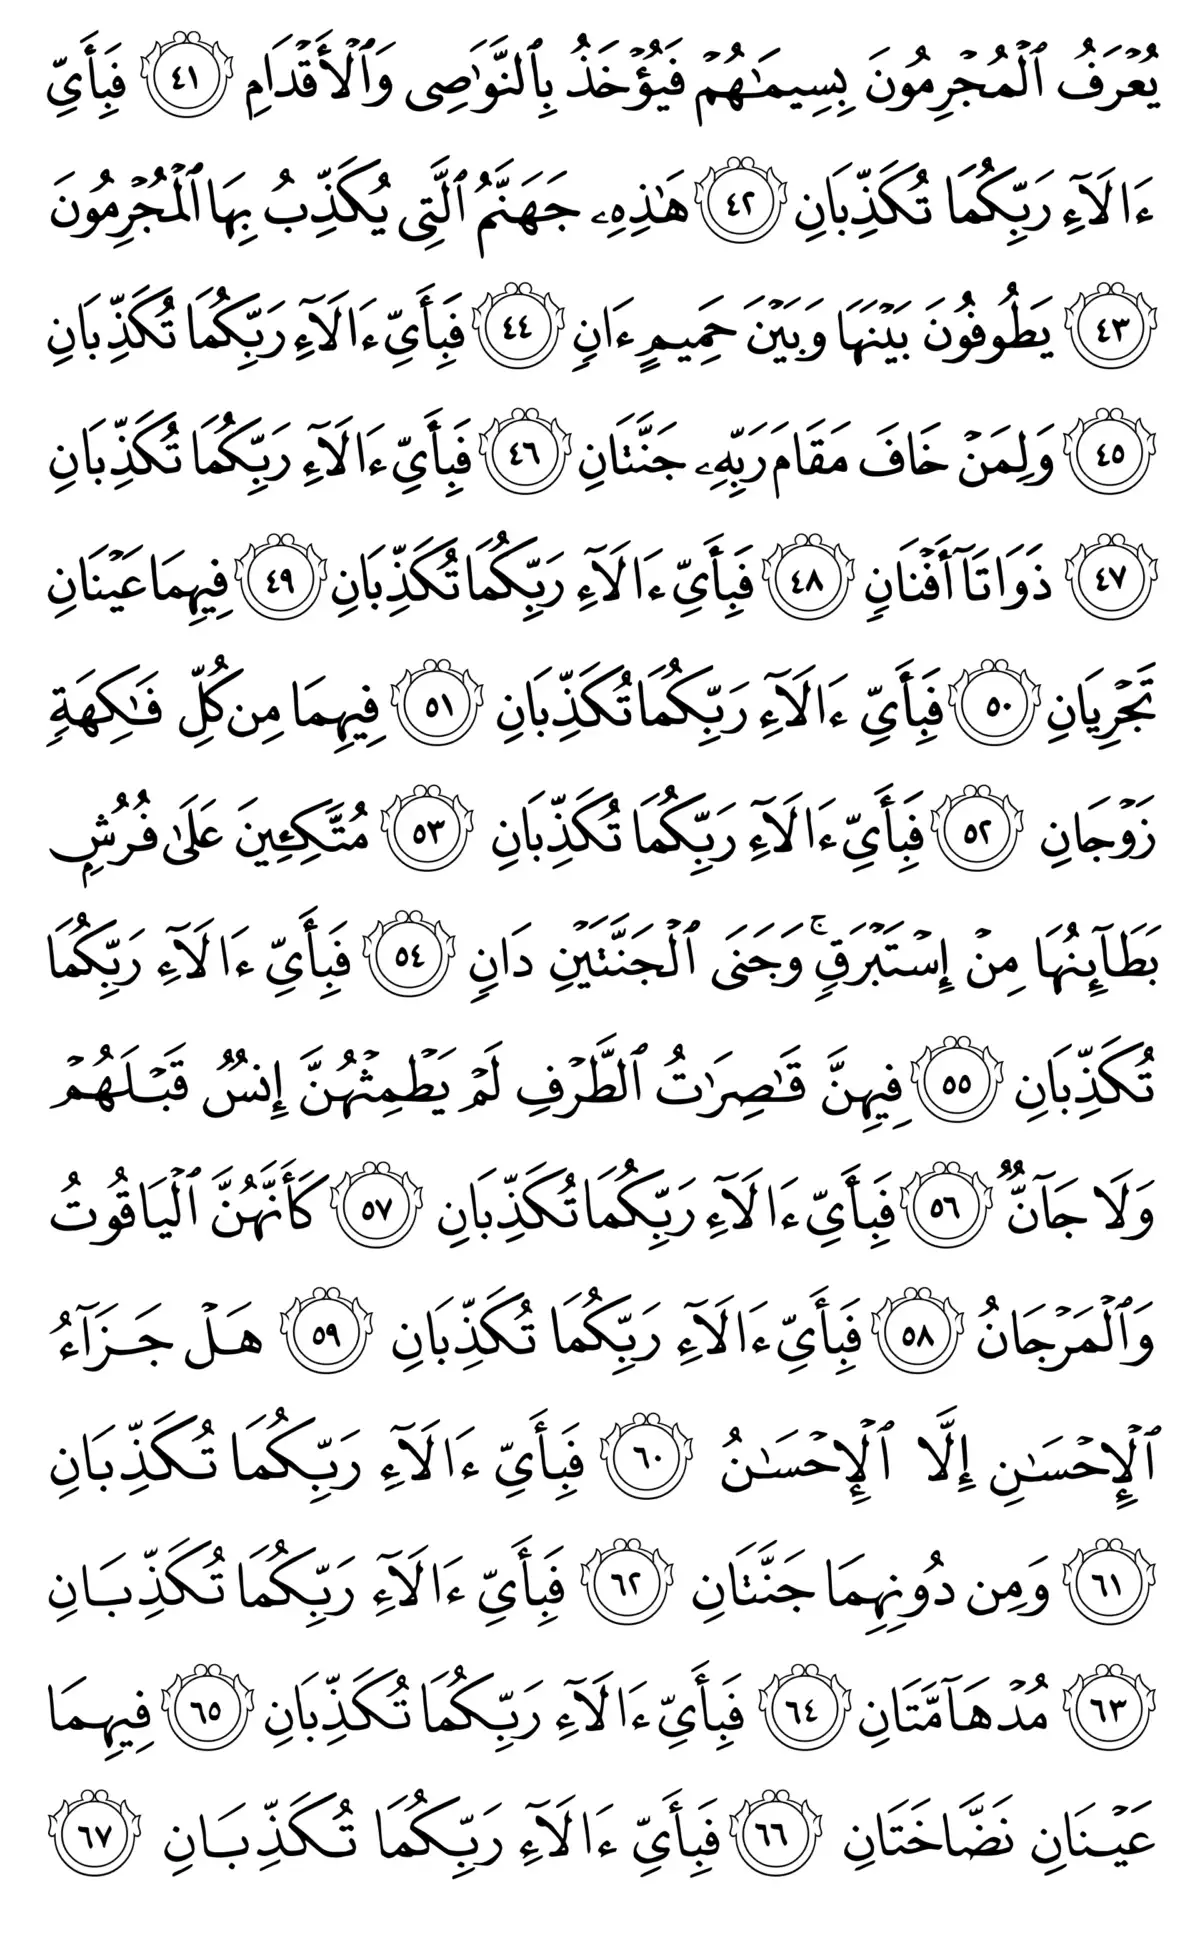 يُعۡرَفُ ٱلۡمُجۡرِمُونَ بِسِيمَٰهُمۡ فَيُؤۡخَذُ بِٱلنَّوَٰصِي وَٱلۡأَقۡدَامِ ٤١ فَبِأَيِّ
ءَالَآءِ رَبِّكُمَا تُكَذِّبَانِ ٤٢ هَٰذِهِۦ جَهَنَّمُ ٱلَّتِي يُكَذِّبُ بِهَا ٱلۡمُجۡرِمُونَ
٤٣ يَطُوفُونَ بَيۡنَهَا وَبَيۡنَ حَمِيمٍ ءَانٖ ٤٤ فَبِأَيِّ ءَالَآءِ رَبِّكُمَا تُكَذِّبَانِ
٤٥ وَلِمَنۡ خَافَ مَقَامَ رَبِّهِۦ جَنَّتَانِ ٤٦ فَبِأَيِّ ءَالَآءِ رَبِّكُمَا تُكَذِّبَانِ
٤٧ ذَوَاتَآ أَفۡنَانٖ ٤٨ فَبِأَيِّ ءَالَآءِ رَبِّكُمَا تُكَذِّبَانِ ٤٩ فِيهِمَا عَيۡنَانِ
تَجۡرِيَانِ ٥٠ فَبِأَيِّ ءَالَآءِ رَبِّكُمَا تُكَذِّبَانِ ٥١ فِيهِمَا مِن كُلِّ فَٰكِهَةٖ
زَوۡجَانِ ٥٢ فَبِأَيِّ ءَالَآءِ رَبِّكُمَا تُكَذِّبَانِ ٥٣ مُتَّكِـِٔينَ عَلَىٰ فُرُشِۭ
بَطَآئِنُهَا مِنۡ إِسۡتَبۡرَقٖۚ وَجَنَى ٱلۡجَنَّتَيۡنِ دَانٖ ٥٤ فَبِأَيِّ ءَالَآءِ رَبِّكُمَا
تُكَذِّبَانِ ٥٥ فِيهِنَّ قَٰصِرَٰتُ ٱلطَّرۡفِ لَمۡ يَطۡمِثۡهُنَّ إِنسٞ قَبۡلَهُمۡ
وَلَا جَآنّٞ ٥٦ فَبِأَيِّ ءَالَآءِ رَبِّكُمَا تُكَذِّبَانِ ٥٧ كَأَنَّهُنَّ ٱلۡيَاقُوتُ
وَٱلۡمَرۡجَانُ ٥٨ فَبِأَيِّ ءَالَآءِ رَبِّكُمَا تُكَذِّبَانِ ٥٩ هَلۡ جَزَآءُ
ٱلۡإِحۡسَٰنِ إِلَّا ٱلۡإِحۡسَٰنُ ٦٠ فَبِأَيِّ ءَالَآءِ رَبِّكُمَا تُكَذِّبَانِ
٦١ وَمِن دُونِهِمَا جَنَّتَانِ ٦٢ فَبِأَيِّ ءَالَآءِ رَبِّكُمَا تُكَذِّبَانِ
٦٣ مُدۡهَآمَّتَانِ ٦٤ فَبِأَيِّ ءَالَآءِ رَبِّكُمَا تُكَذِّبَانِ ٦٥ فِيهِمَا
عَيۡنَانِ نَضَّاخَتَانِ ٦٦ فَبِأَيِّ ءَالَآءِ رَبِّكُمَا تُكَذِّبَانِ ٦٧